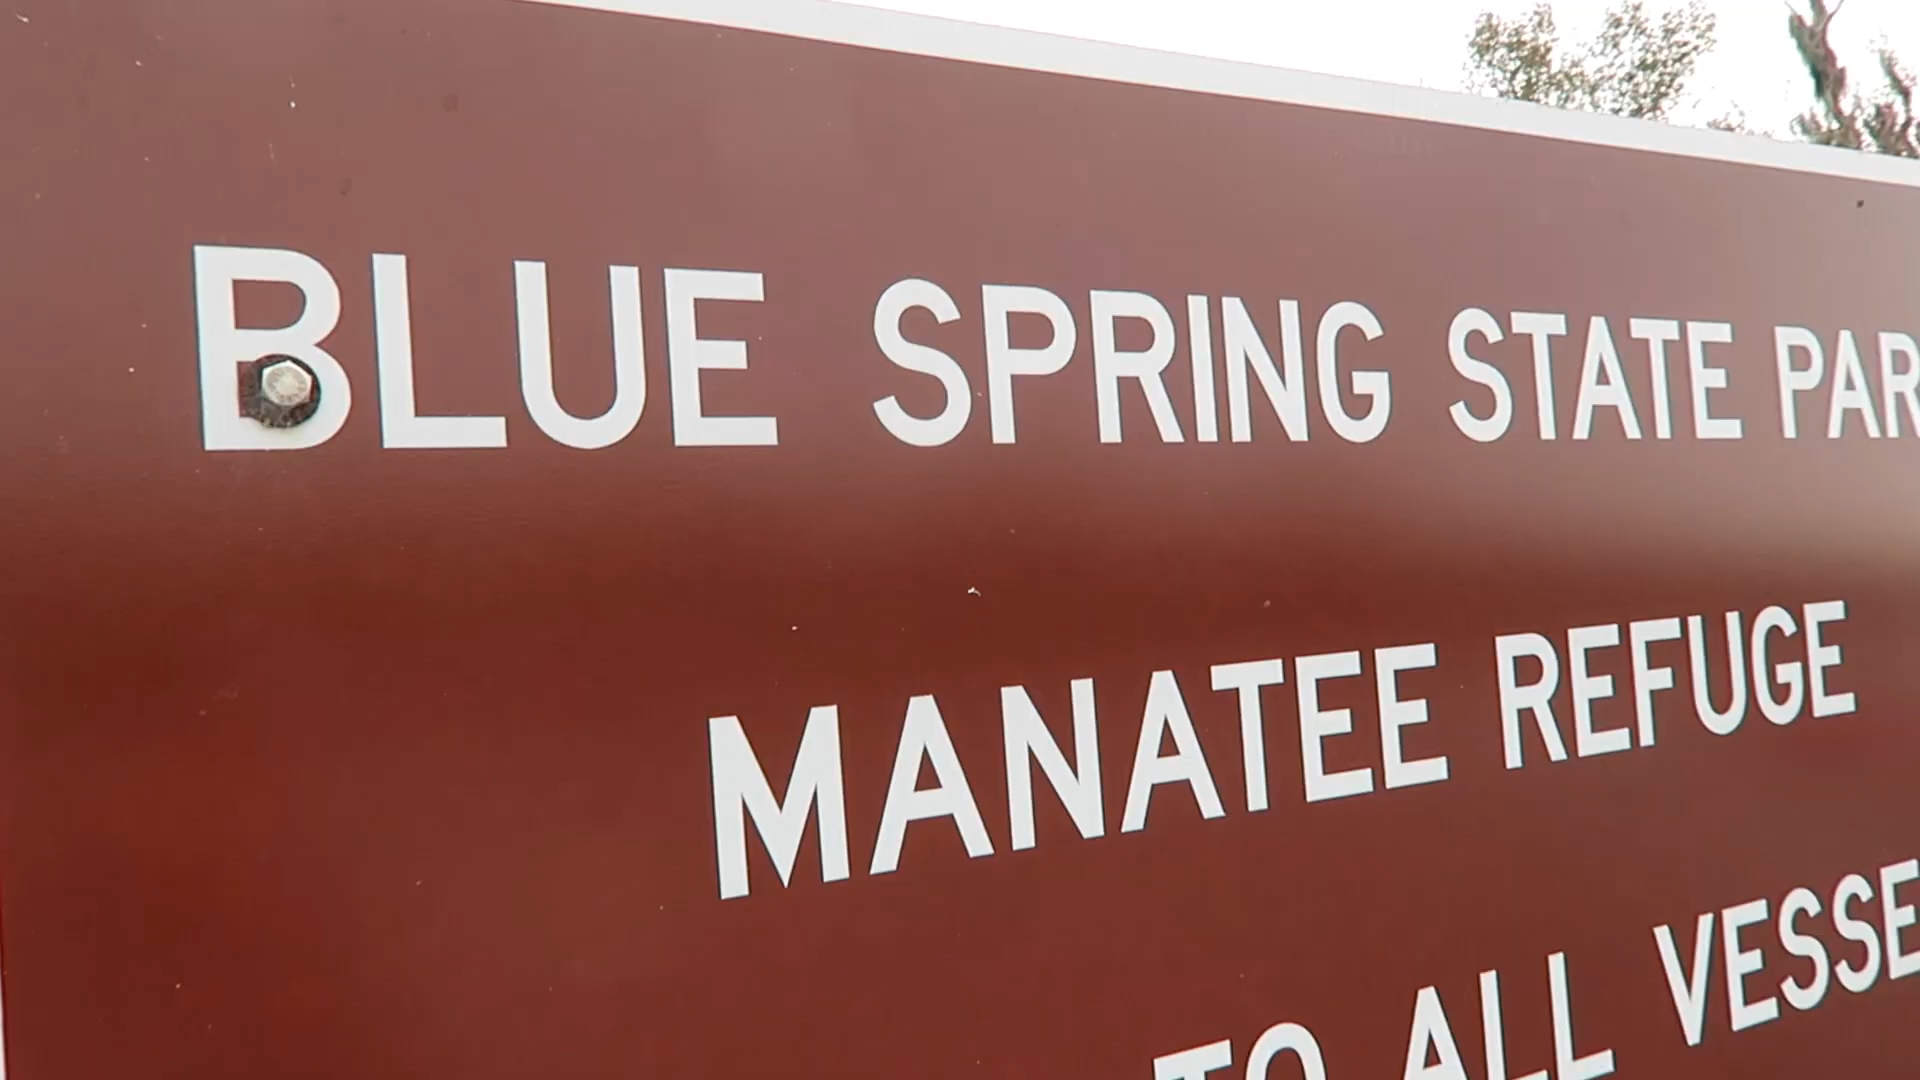 BLUE SPRING STATE PAR
MANATEE REFUGE
TO ALL VESSE